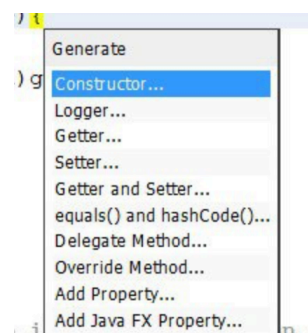 ) {
Generate
) g
Constructor...
Logger...
Getter...
Setter...
Getter and Setter...
equals() and hashCode()...
Delegate Method...
Override Method...
Add Property...
Add Java FX Property...